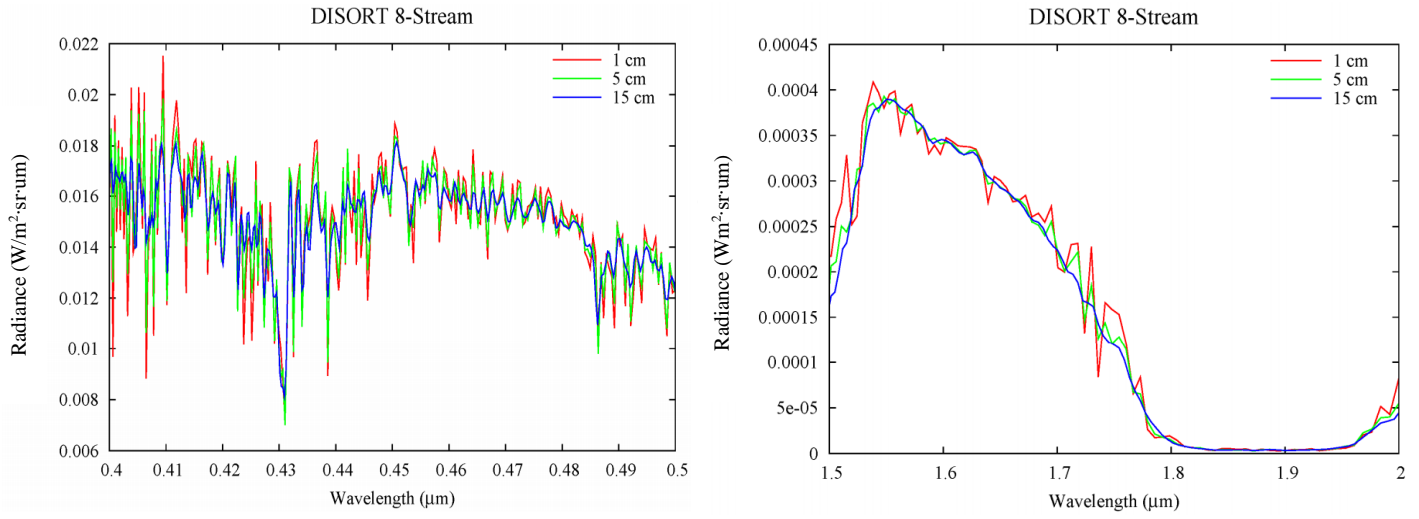 DISORT 8-Stream
Radiance (W/m⁻²·sr·um)
0.022
0.02
0.018
0.016
0.014
0.012
0.01
0.008
0.006
1 cm
5 cm
15 cm
0.4 0.41 0.42 0.43 0.44 0.45 0.46 0.47 0.48 0.49 0.5
Wavelength (μm)
DISORT 8-Stream
Radiance (Wm⁻²·sr·um)
0.00045
0.0004
0.00035
0.0003
0.00025
0.0002
0.00015
0.0001
5e-05
0
1 cm
5 cm
15 cm
1.5 1.6 1.7 1.8 1.9 2
Wavelength (μm)